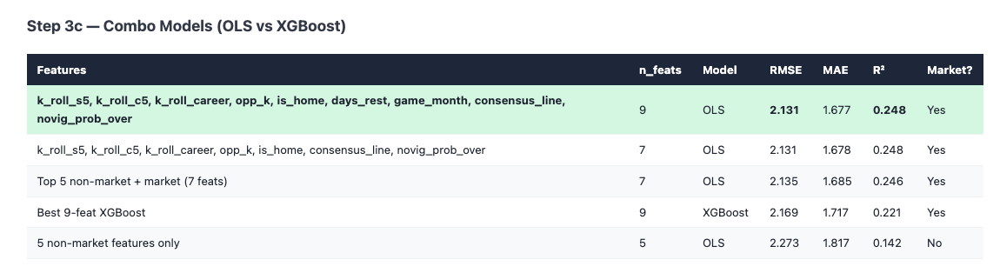 Step 3c — Combo Models (OLS vs XGBoost)
Features n_feats Model RMSE MAE R² Market?
k_roll_s5, k_roll_c5, k_roll_career, opp_k, is_home, days_rest, game_month, consensus_line,
novig_prob_over 9 OLS 2.131 1.677 0.248 Yes
k_roll_s5, k_roll_c5, k_roll_career, opp_k, is_home, consensus_line, novig_prob_over 7 OLS 2.131 1.678 0.248 Yes
Top 5 non-market + market (7 feats) 7 OLS 2.135 1.685 0.246 Yes
Best 9-feat XGBoost 9 XGBoost 2.169 1.717 0.221 Yes
5 non-market features only 5 OLS 2.273 1.817 0.142 No